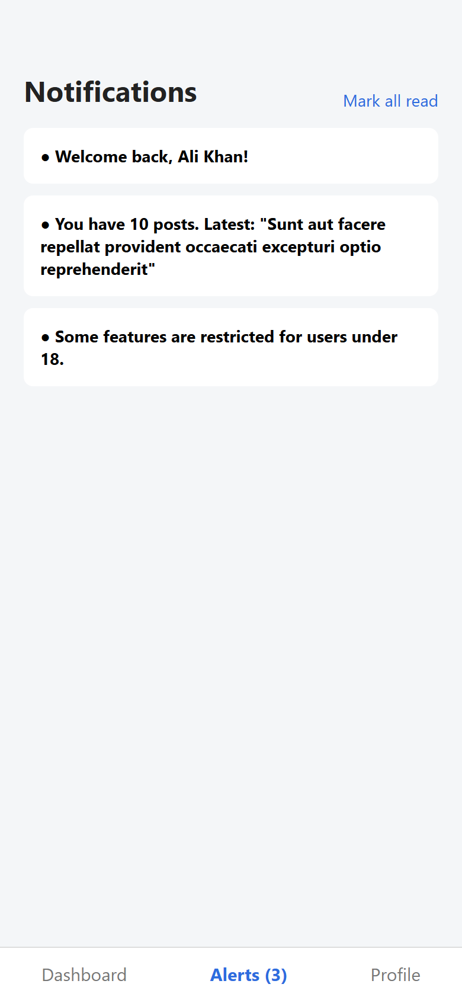 Notifications
Mark all read
● Welcome back, Ali Khan!
● You have 10 posts. Latest: "Sunt aut facere
repellat provident occaecati excepturi optio
reprehenderit"
● Some features are restricted for users under
18.
Dashboard
Alerts (3)
Profile